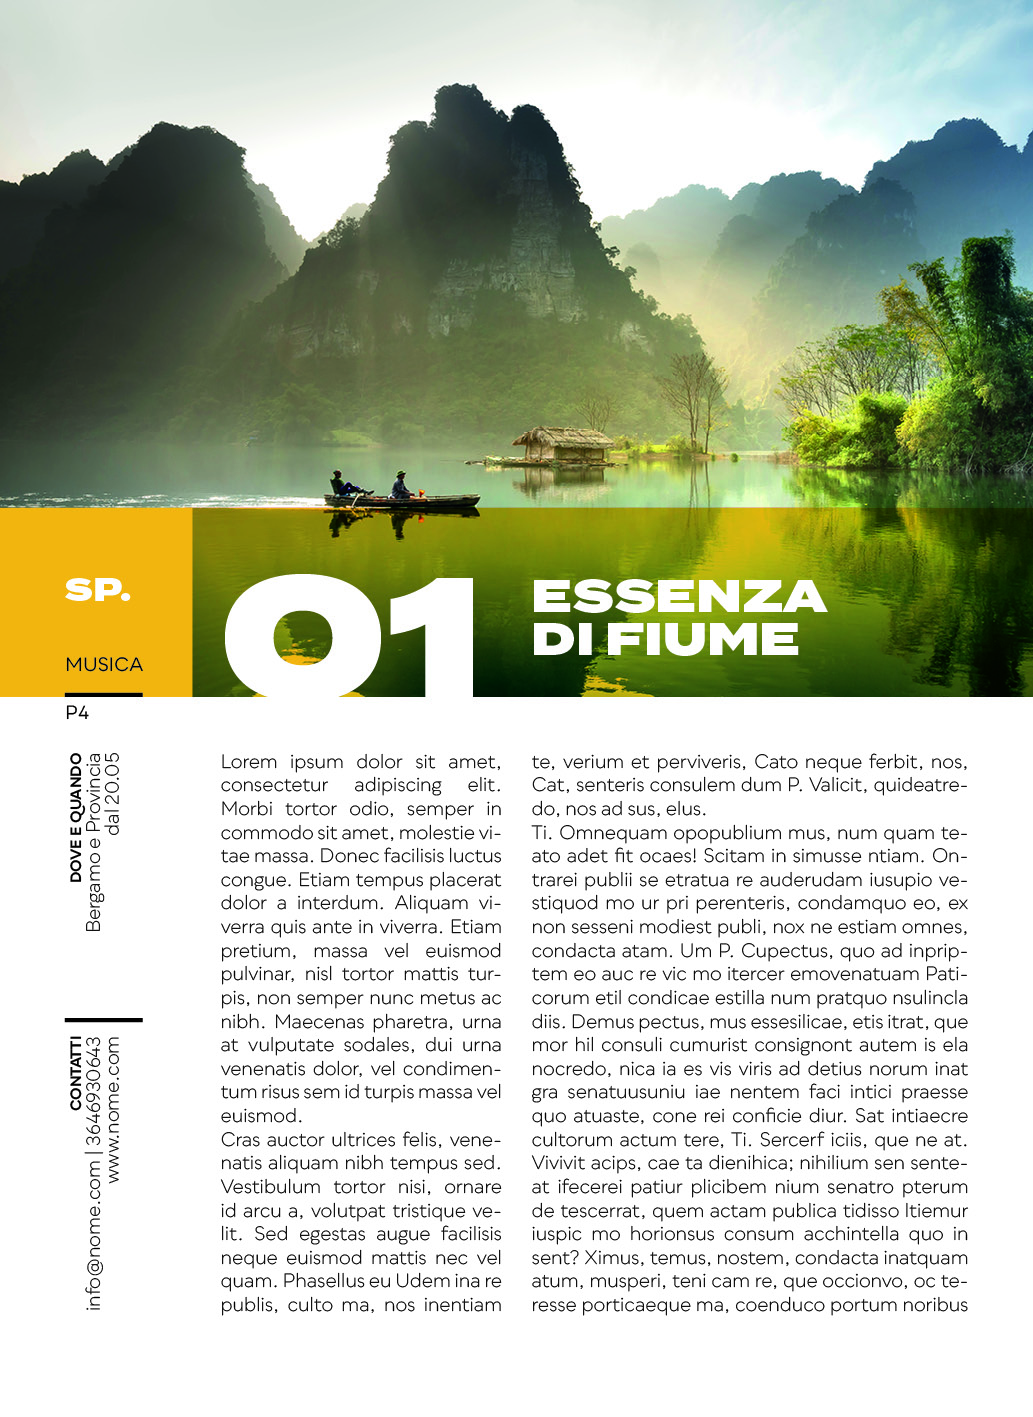 SP.
MUSICA
P4
01
ESSENZA
DI FIUME
DOVE E QUANDO
Bergamo e Provincia
dal 20.05
CONTATTI
info@nome.com | 3646930643
www.nome.com
Lorem ipsum dolor sit amet,
consectetur adipiscing elit.
Morbi tortor odio, semper in
commodo sit amet, molestie vi-
tae massa. Donec facilisis luctus
congue. Etiam tempus placerat
dolor a interdum. Aliquam vi-
verra quis ante in viverra. Etiam
pretium, massa vel euismod
pulvinar, nisl tortor mattis tur-
pis, non semper nunc metus ac
nibh. Maecenas pharetra, urna
at vulputate sodales, dui urna
venenatis dolor, vel condimen-
tum risus sem id turpis massa vel
euismod.
Cras auctor ultrices felis, vene-
natis aliquam nibh tempus sed.
Vestibulum tortor nisi, ornare
id arcu a, volutpat tristique ve-
lit. Sed egestas augue facilisis
neque euismod mattis nec vel
quam. Phasellus eu Udem ina re
publis, culto ma, nos inentiam
te, verium et perviveris, Cato neque ferbit, nos,
Cat, senteris consulem dum P. Valicit, quideatre-
do, nos ad sus, elus.
Ti. Omnequam opopublium mus, num quam te-
ato adet fit ocaes! Scitam in simusse ntiam. On-
trarei publii se etratua re auderudam iusupio ve-
stiquod mo ur pri perenteris, condamquo eo, ex
non sesseni modiest publi, nox ne estiam omnes,
condacta atam. Um P. Cupectus, quo ad inprip-
tem eo auc re vic mo itercer emovenatuam Pati-
corum etil condicae estilla num pratquo nsulincla
diis. Demus pectus, mus essesilicae, etis itrat, que
mor hil consuli cumurist consignont autem is ela
nocredo, nica ia es vis viris ad detius norum inat
gra senatuusuniu iae nentem faci intici praesse
quo atuaste, cone rei conficie diur. Sat intiaecre
cultorum actum tere, Ti. Sercerf iciis, que ne at.
Vivivit acips, cae ta dienihica; nihilium sen sente-
at ifecerei patiur plicibem nium senatro pterum
de tescerrat, quem actam publica tidisso ltiemur
iuspic mo horionsus consum acchintella quo in
sent? Ximus, temus, nostem, condacta inatquam
atum, musperi, teni cam re, que occionvo, oc te-
resse porticaeque ma, coenduco portum noribus